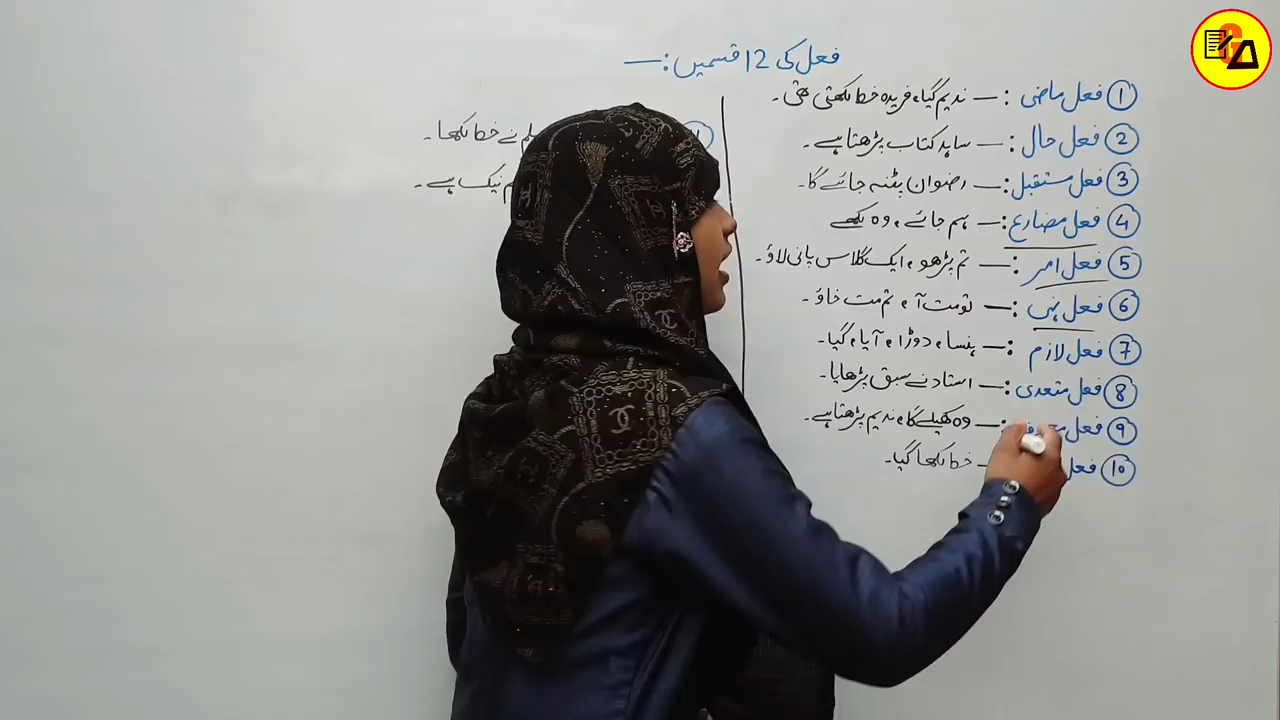 فعل کی 12 قسمیں :—
① فعل ماضی :— ندیم گیا، فریدہ خط لکھتی تھی۔
② فعل حال :— ساجد کتاب پڑھتا ہے۔
③ فعل مستقبل :— رضوان پٹنہ جائے گا۔
④ فعل مضارع :— ہم جائے، وہ لکھے
⑤ فعل امر :— تم پڑھو، ایک گلاس پانی لاؤ۔
⑥ فعل نہی :— تو مت آ، تم مت خاؤ۔
⑦ فعل لازم :— ہنسا، دوڑا، آیا، گیا۔
⑧ فعل متعدی :— استاد نے سبق پڑھایا۔
⑨ فعل :— وہ کھیلے گا، ندیم پڑھتا ہے۔
⑩ فعل — خط لکھا گیا۔
نے خط لکھا۔
نیک ہے۔